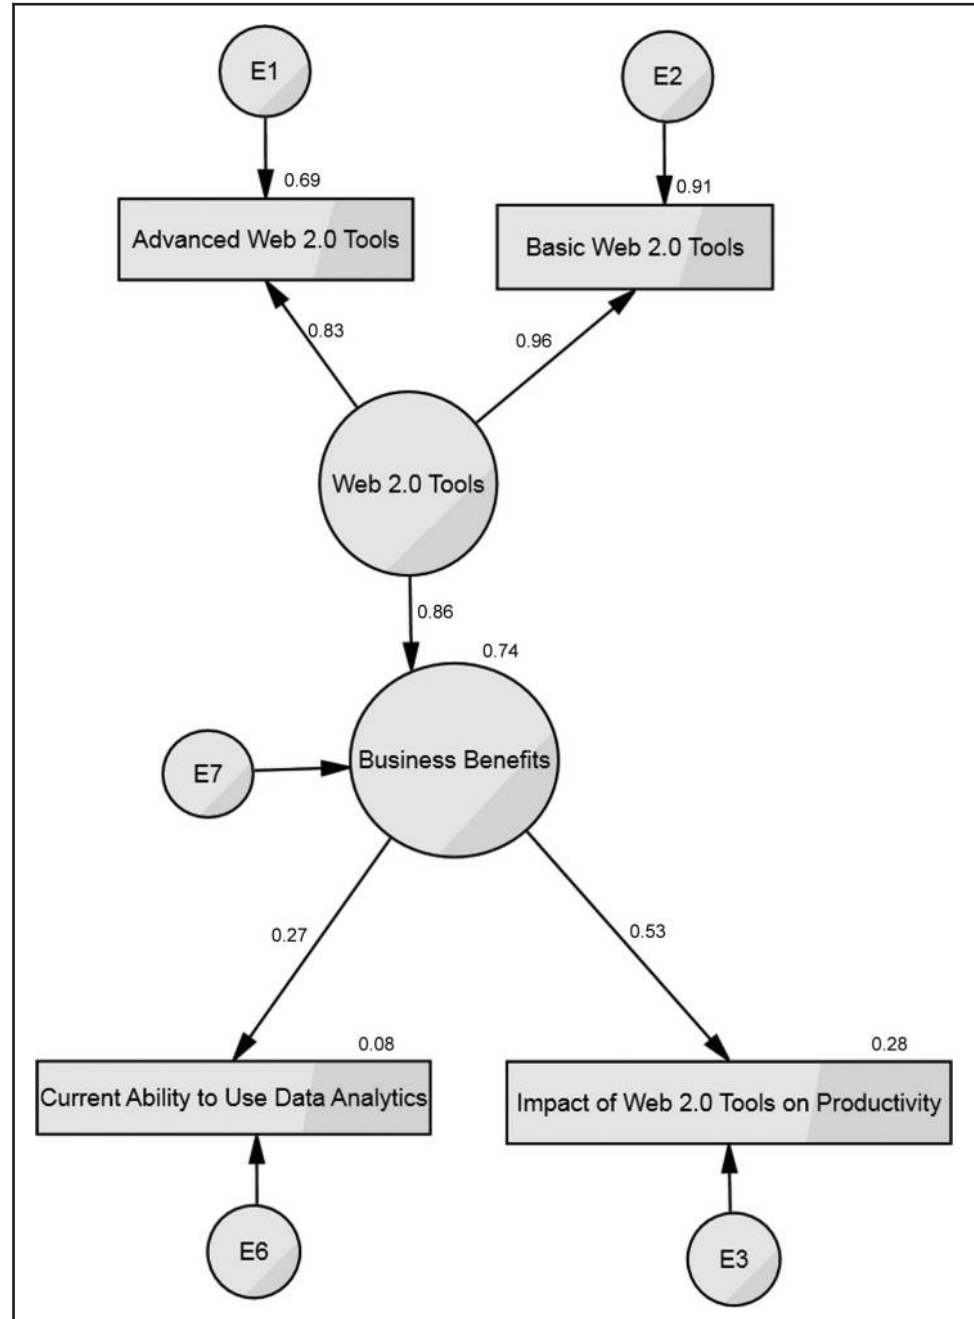 E1
E2
0.69
0.91
Advanced Web 2.0 Tools
Basic Web 2.0 Tools
0.83
0.96
Web 2.0 Tools
0.86
0.74
Business Benefits
E7
0.27
0.53
0.08
0.28
Current Ability to Use Data Analytics
Impact of Web 2.0 Tools on Productivity
E6
E3